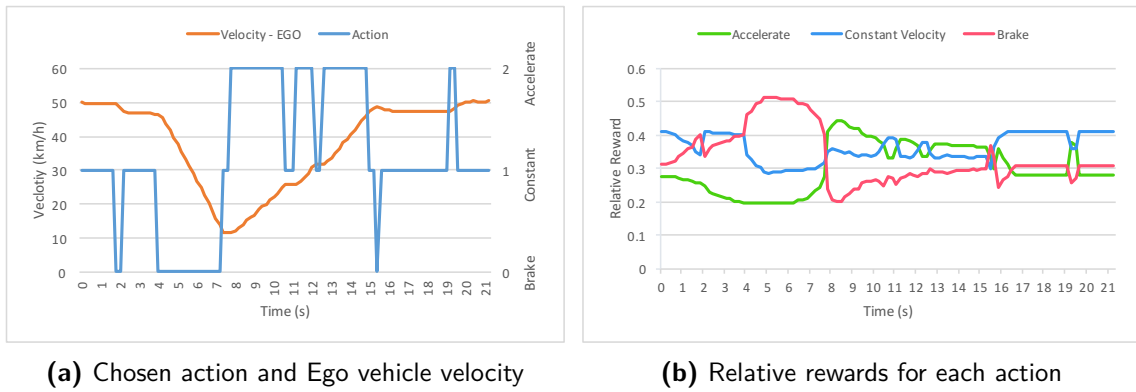 Velocity - EGO Action
60
50
40
30
20
10
0
Veclotiy (km/h)
2
1
0
Accelerate
Constant
Brake
0 1 2 3 4 5 6 7 8 9 10 11 12 13 14 15 16 17 18 19 20 21
Time (s)
(a) Chosen action and Ego vehicle velocity
Accelerate Constant Velocity Brake
0.6
0.5
0.4
0.3
0.2
0.1
0
Relative Reward
0 1 2 3 4 5 6 7 8 9 10 11 12 13 14 15 16 17 18 19 20 21
Time (s)
(b) Relative rewards for each action